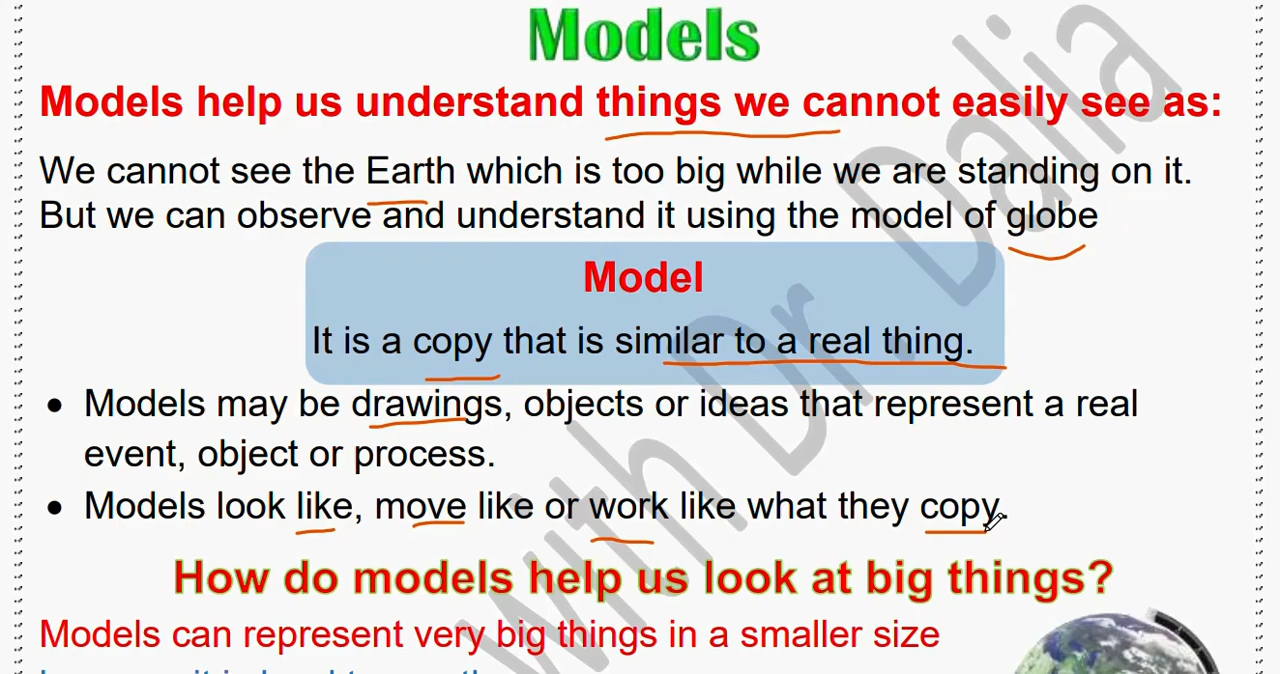 Models
Models help us understand things we cannot easily see as:
We cannot see the Earth which is too big while we are standing on it.
But we can observe and understand it using the model of globe
Model
It is a copy that is similar to a real thing.
• Models may be drawings, objects or ideas that represent a real
event, object or process.
• Models look like, move like or work like what they copy.
How do models help us look at big things?
Models can represent very big things in a smaller size
with Dr. Dalia